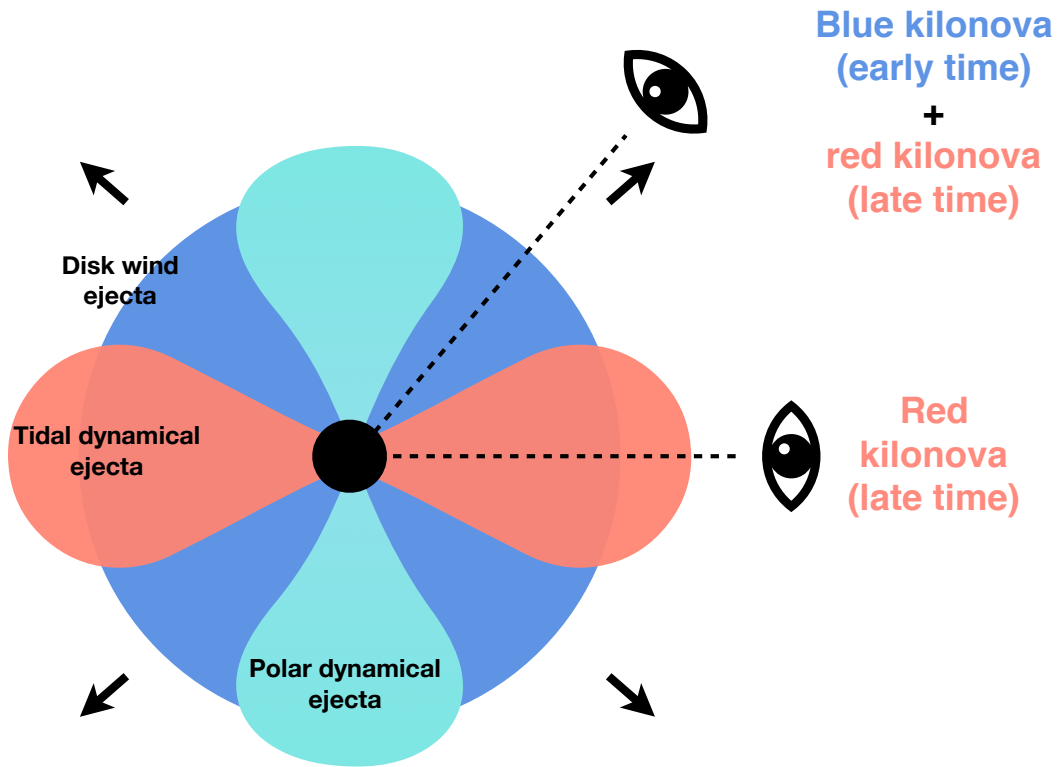 Blue kilonova
(early time)
+
red kilonova
(late time)
Disk wind
ejecta
Tidal dynamical
ejecta
Red
kilonova
(late time)
Polar dynamical
ejecta